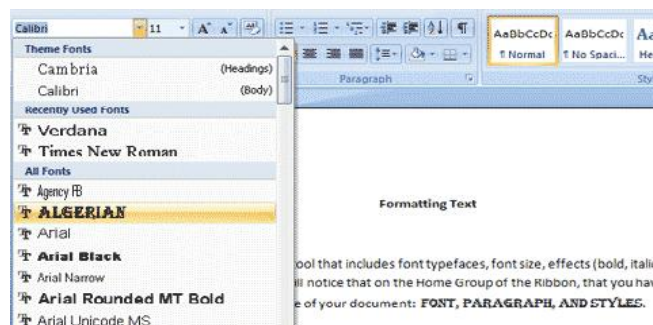 Calibri 11
AaBbCcDc AaBbCcDc Aa
¶ Normal ¶ No Spaci... He
Paragraph
Theme Fonts
Cambria (Headings)
Calibri (Body)
Recently Used Fonts
Verdana
Times New Roman
All Fonts
Agency FB
ALGERIAN
Arial
Arial Black
Arial Narrow
Arial Rounded MT Bold
Arial Unicode MS
Formatting Text
ool that includes font typefaces, font size, effects (bold, itali
ll notice that on the Home Group of the Ribbon, that you hav
e of your document: FONT, PARAGRAPH, AND STYLES.